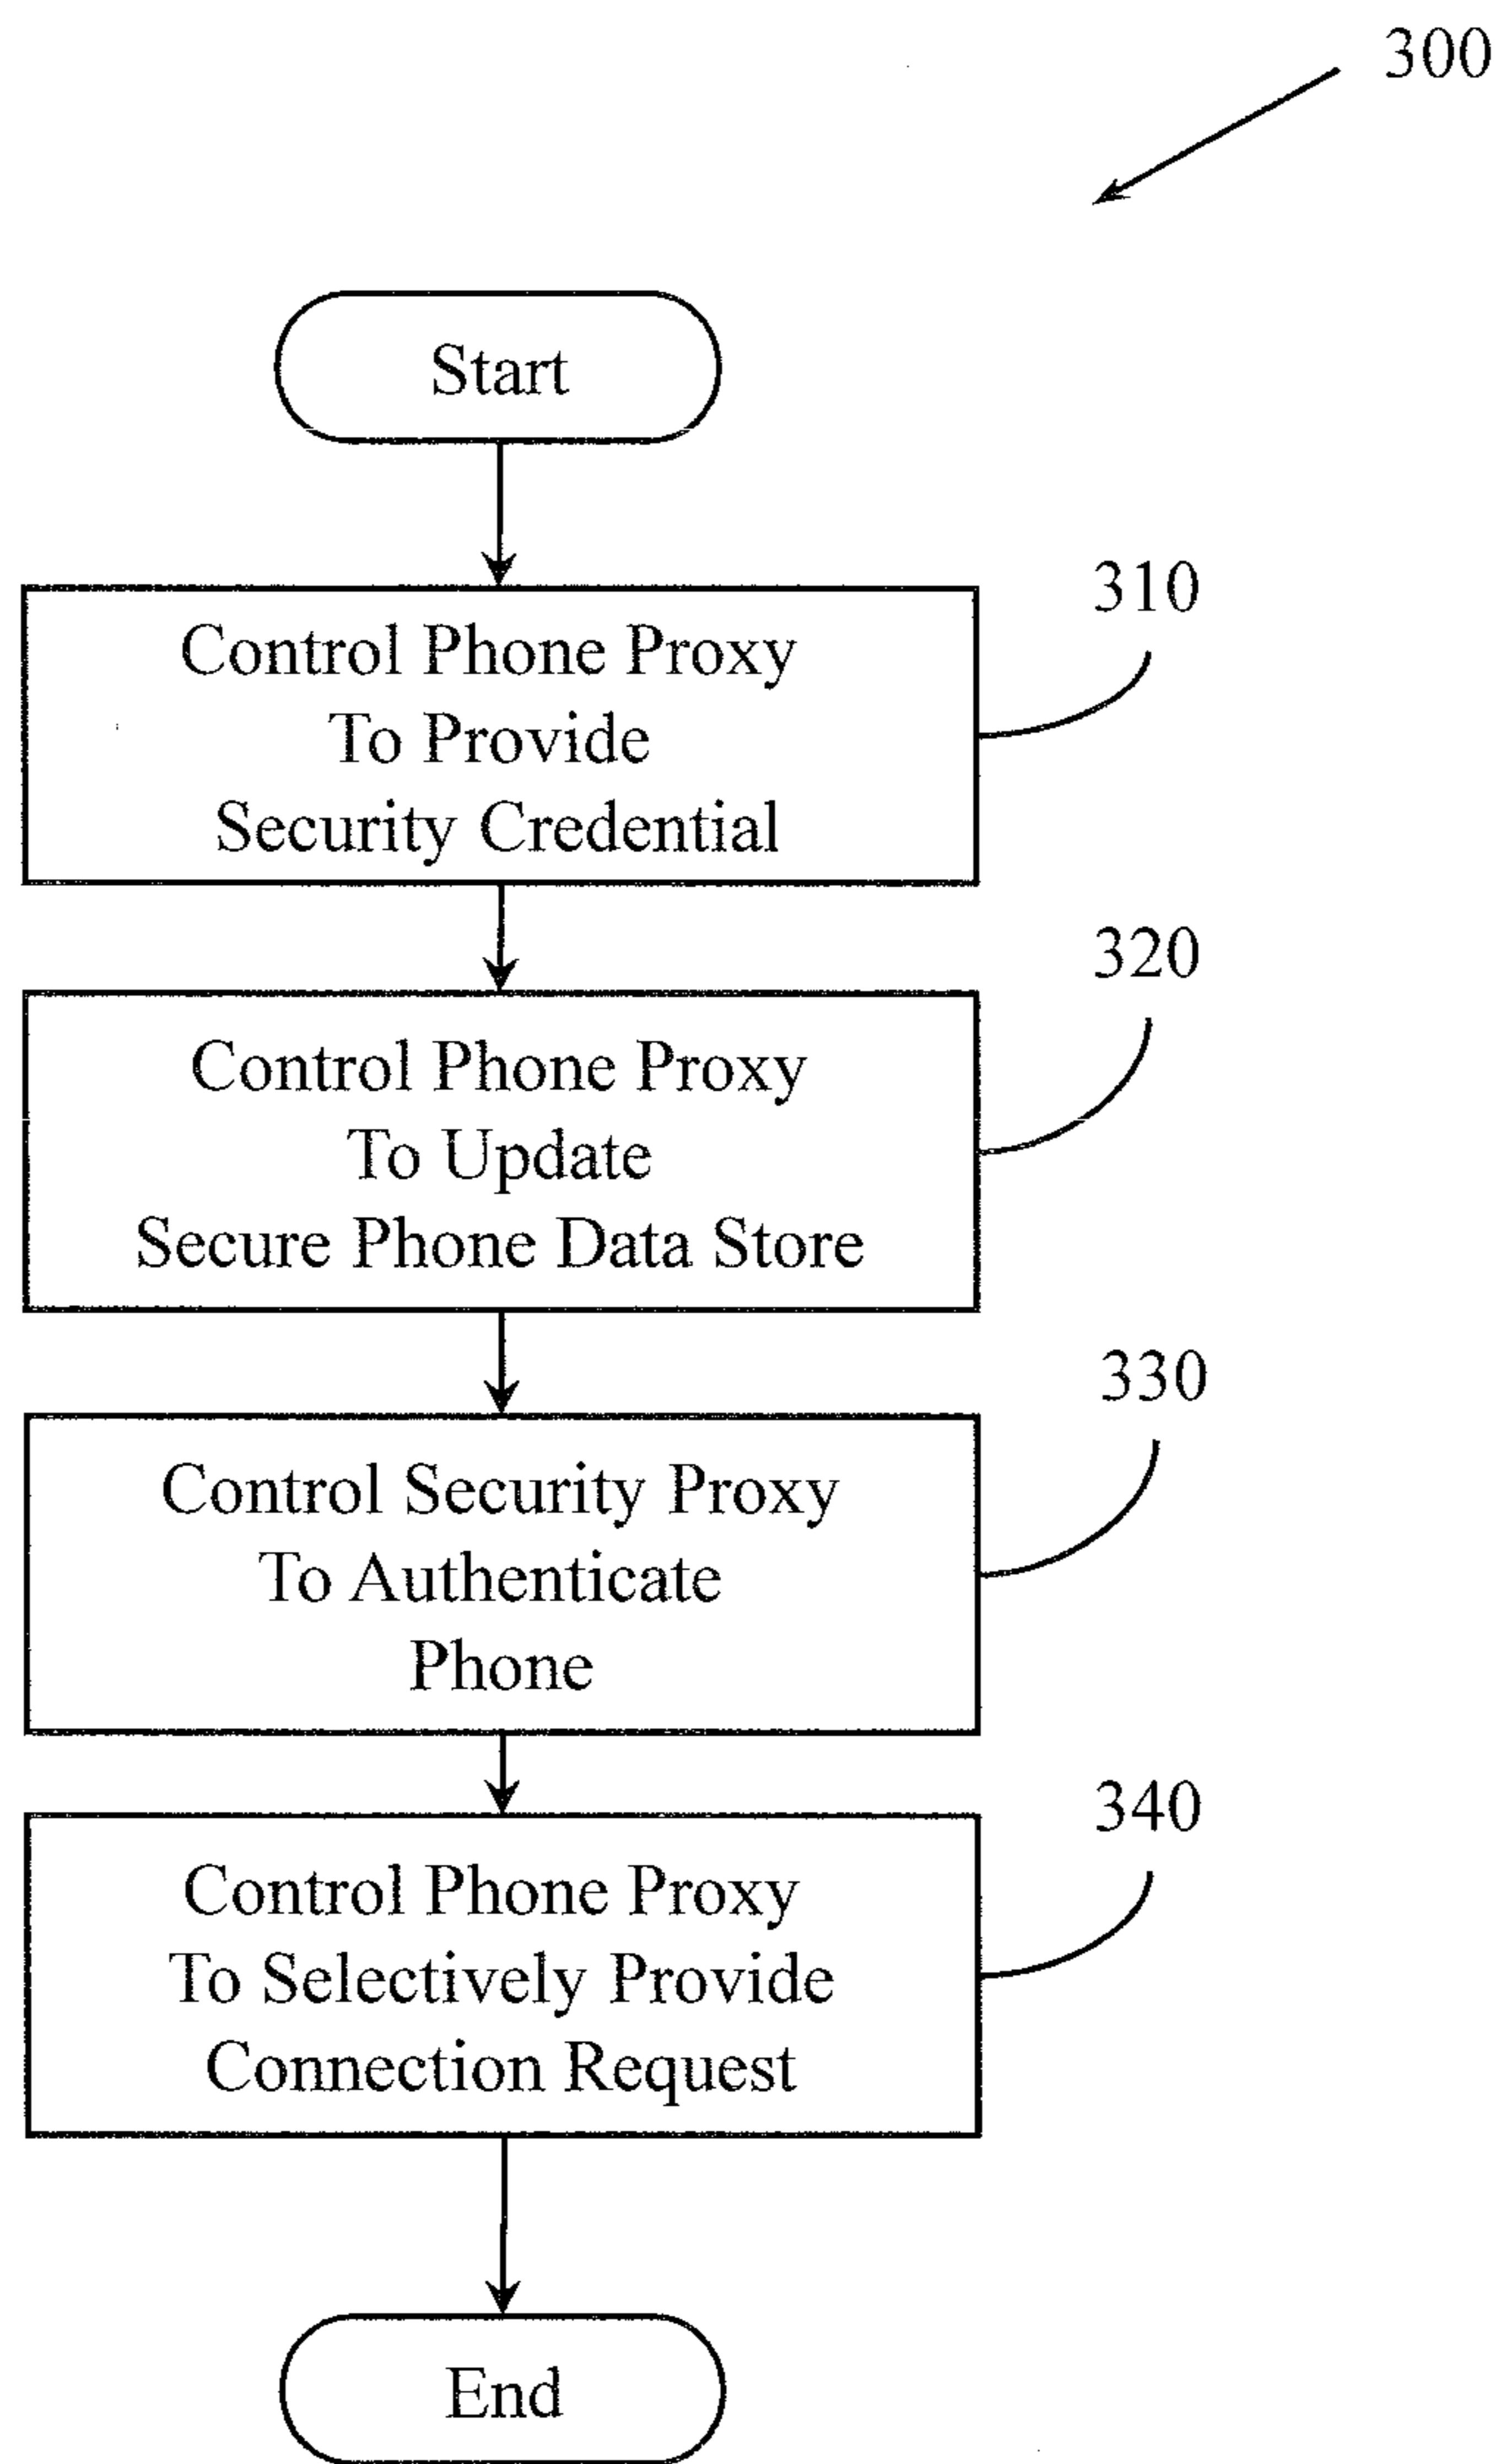 300
Start
310
Control Phone Proxy
To Provide
Security Credential
320
Control Phone Proxy
To Update
Secure Phone Data Store
330
Control Security Proxy
To Authenticate
Phone
340
Control Phone Proxy
To Selectively Provide
Connection Request
End